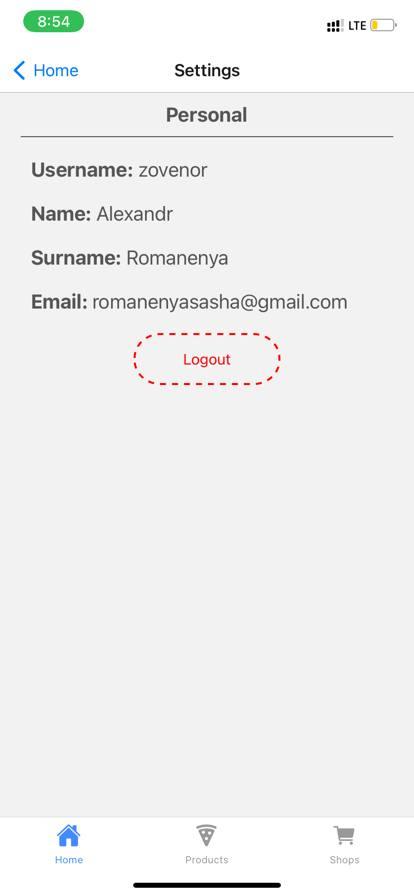 8:54
LTE
Home
Settings
Personal
Username: zovenor
Name: Alexandr
Surname: Romanenya
Email: romanenyasasha@gmail.com
Logout
Home
Products
Shops